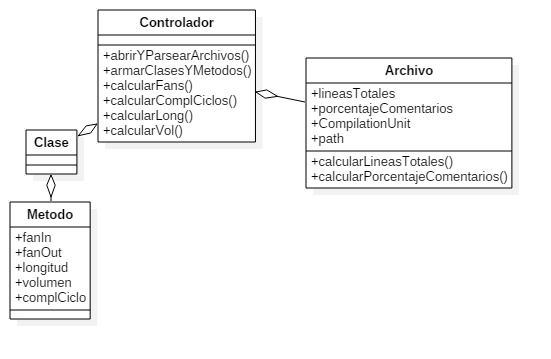 Controlador
+abrirYParsearArchivos()
+armarClasesYMetodos()
+calcularFans()
+calcularComplCiclos()
+calcularLong()
+calcularVol()
Archivo
+lineasTotales
+porcentajeComentarios
+CompilationUnit
+path
+calcularLineasTotales()
+calcularPorcentajeComentarios()
Clase
Metodo
+fanIn
+fanOut
+longitud
+volumen
+complCiclo